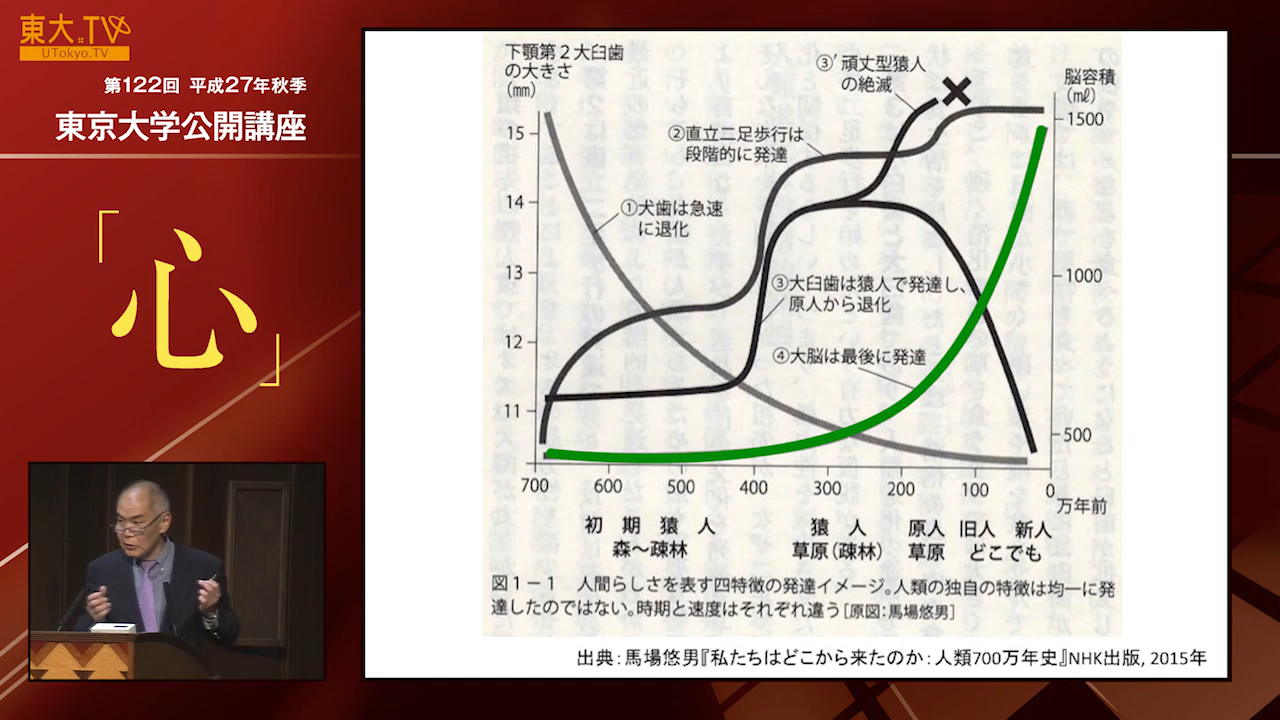 東大.TV
UTokyo.TV
第122回 平成27年秋季
東京大学公開講座
「心」
下顎第2大臼歯
の大きさ
(mm)
15
14
13
12
11
③′頑丈型猿人
の絶滅
脳容積
(mℓ)
1500
1000
500
②直立二足歩行は
段階的に発達
①犬歯は急速
に退化
③大臼歯は猿人で発達し、
原人から退化
④大脳は最後に発達
700 600 500 400 300 200 100 0
万年前
初期猿人 猿人 原人 旧人 新人
森〜疎林 草原(疎林) 草原 どこでも
図1-1 人間らしさを表す四特徴の発達イメージ。人類の独自の特徴は均一に発
達したのではない。時期と速度はそれぞれ違う[原図:馬場悠男]
出典:馬場悠男『私たちはどこから来たのか:人類700万年史』NHK出版, 2015年